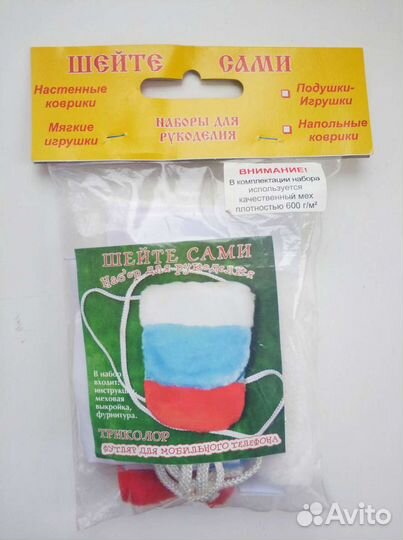 ШЕЙТЕ САМИ
Настенные коврики
Мягкие игрушки
НАБОРЫ ДЛЯ РУКОДЕЛИЯ
Подушки-Игрушки
Напольные коврики
ВНИМАНИЕ!
В комплектации набора
используется
качественный мех
плотностью 600 г/м²
ШЕЙТЕ САМИ
Набор для рукоделия
В набор
входит:
инструкция,
меховая
выкройка,
фурнитура.
ТРИКОЛОР
ФУТЛЯР ДЛЯ МОБИЛЬНОГО ТЕЛЕФОНА
Avito